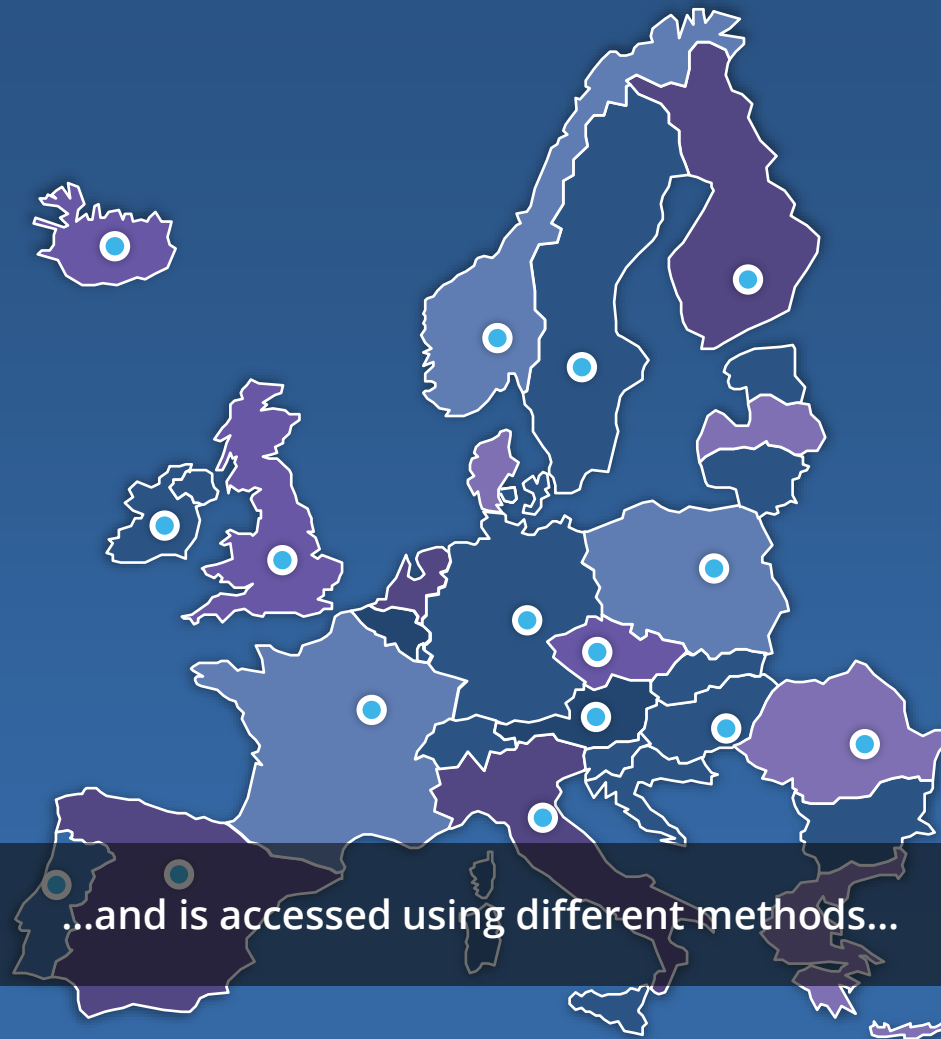 ...and is accessed using different methods...